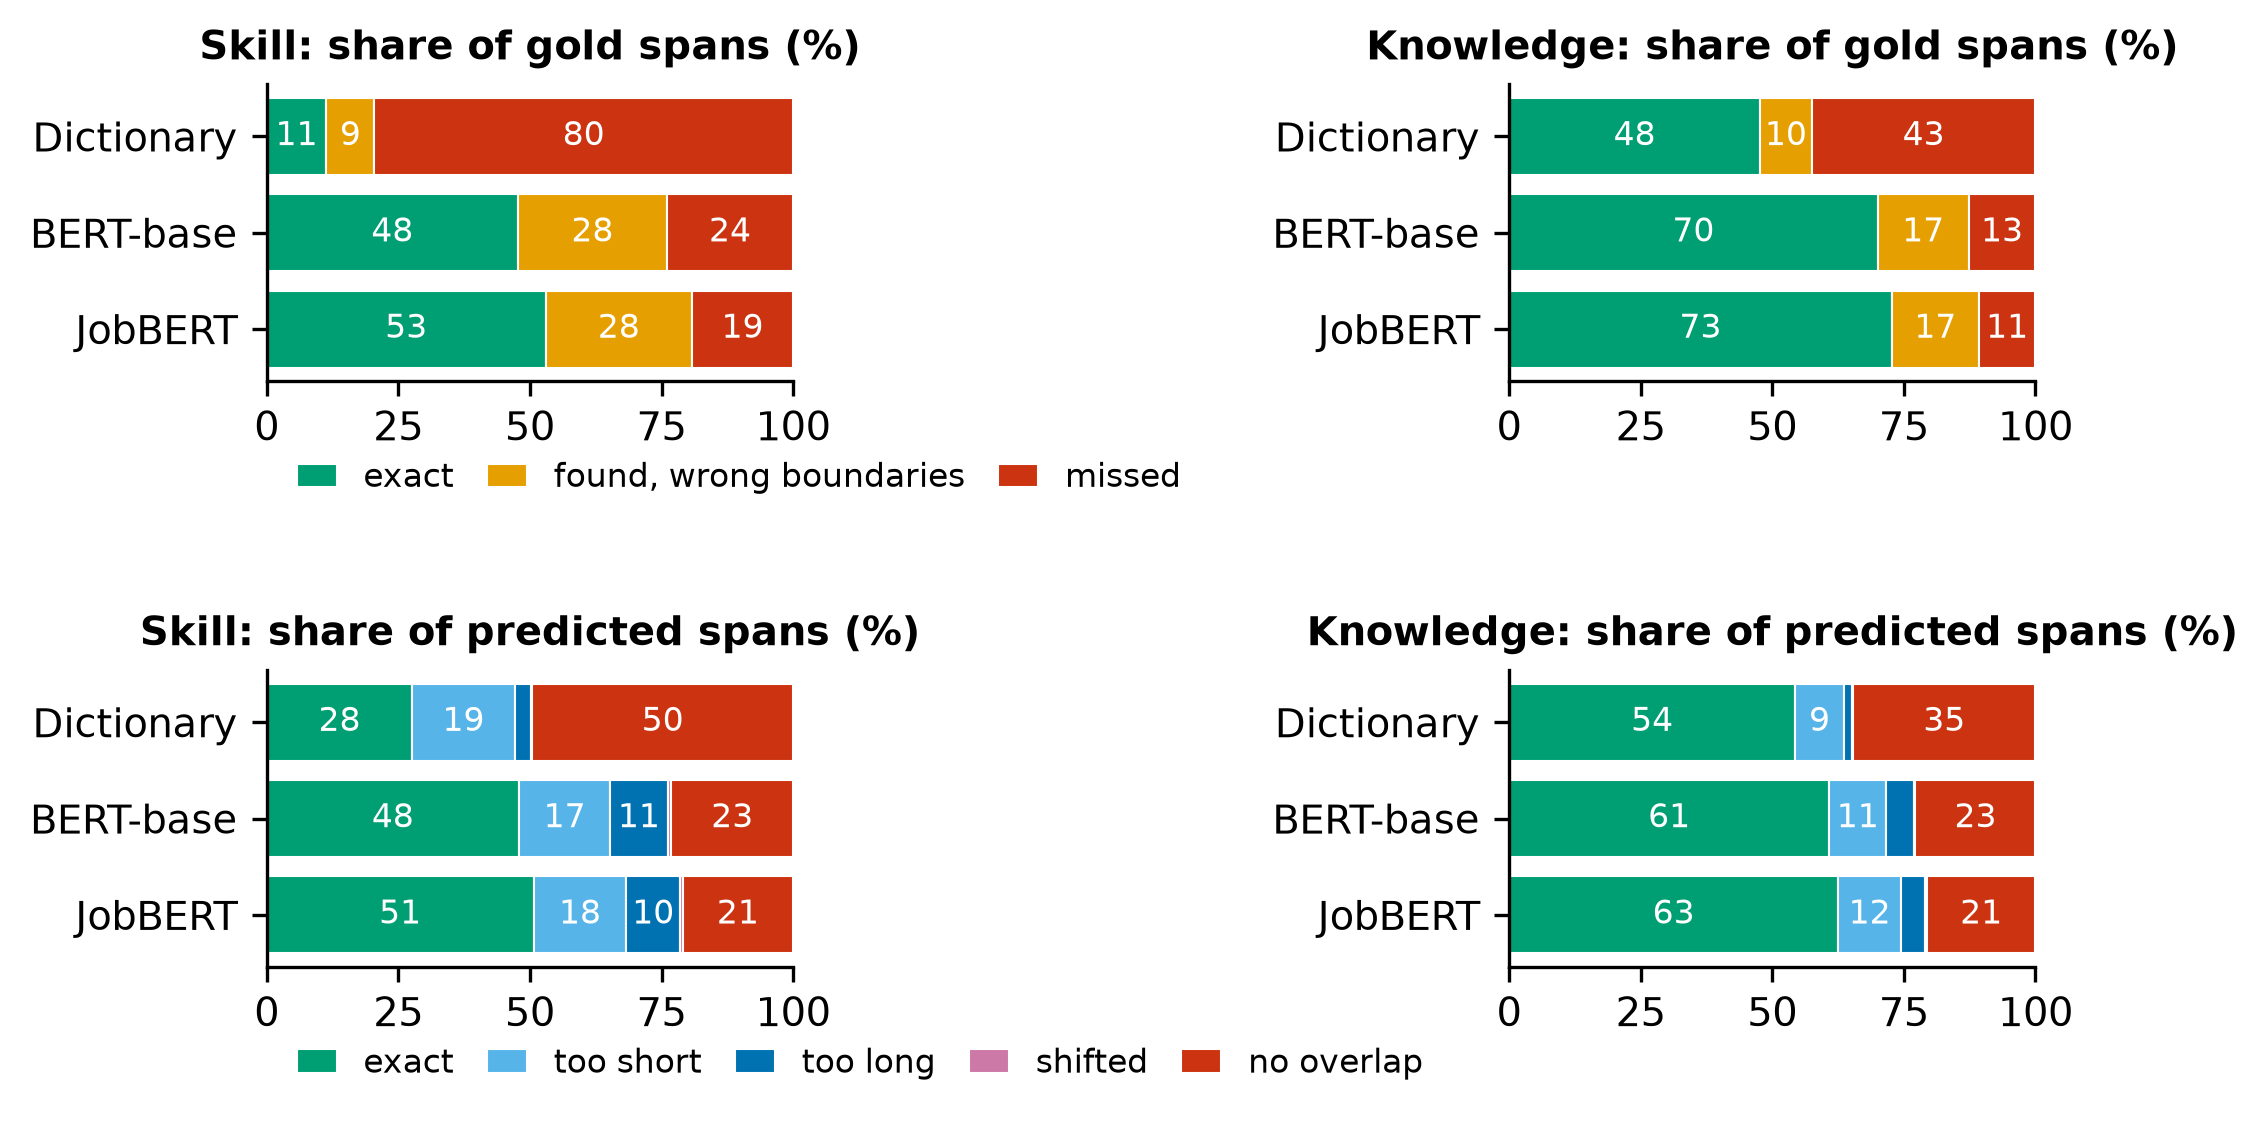 Skill: share of gold spans (%)
Dictionary 11 9 80
BERT-base 48 28 24
JobBERT 53 28 19
0 25 50 75 100
exact found, wrong boundaries missed
Knowledge: share of gold spans (%)
Dictionary 48 10 43
BERT-base 70 17 13
JobBERT 73 17 11
0 25 50 75 100
Skill: share of predicted spans (%)
Dictionary 28 19 50
BERT-base 48 17 11 23
JobBERT 51 18 10 21
0 25 50 75 100
exact too short too long shifted no overlap
Knowledge: share of predicted spans (%)
Dictionary 54 9 35
BERT-base 61 11 23
JobBERT 63 12 21
0 25 50 75 100